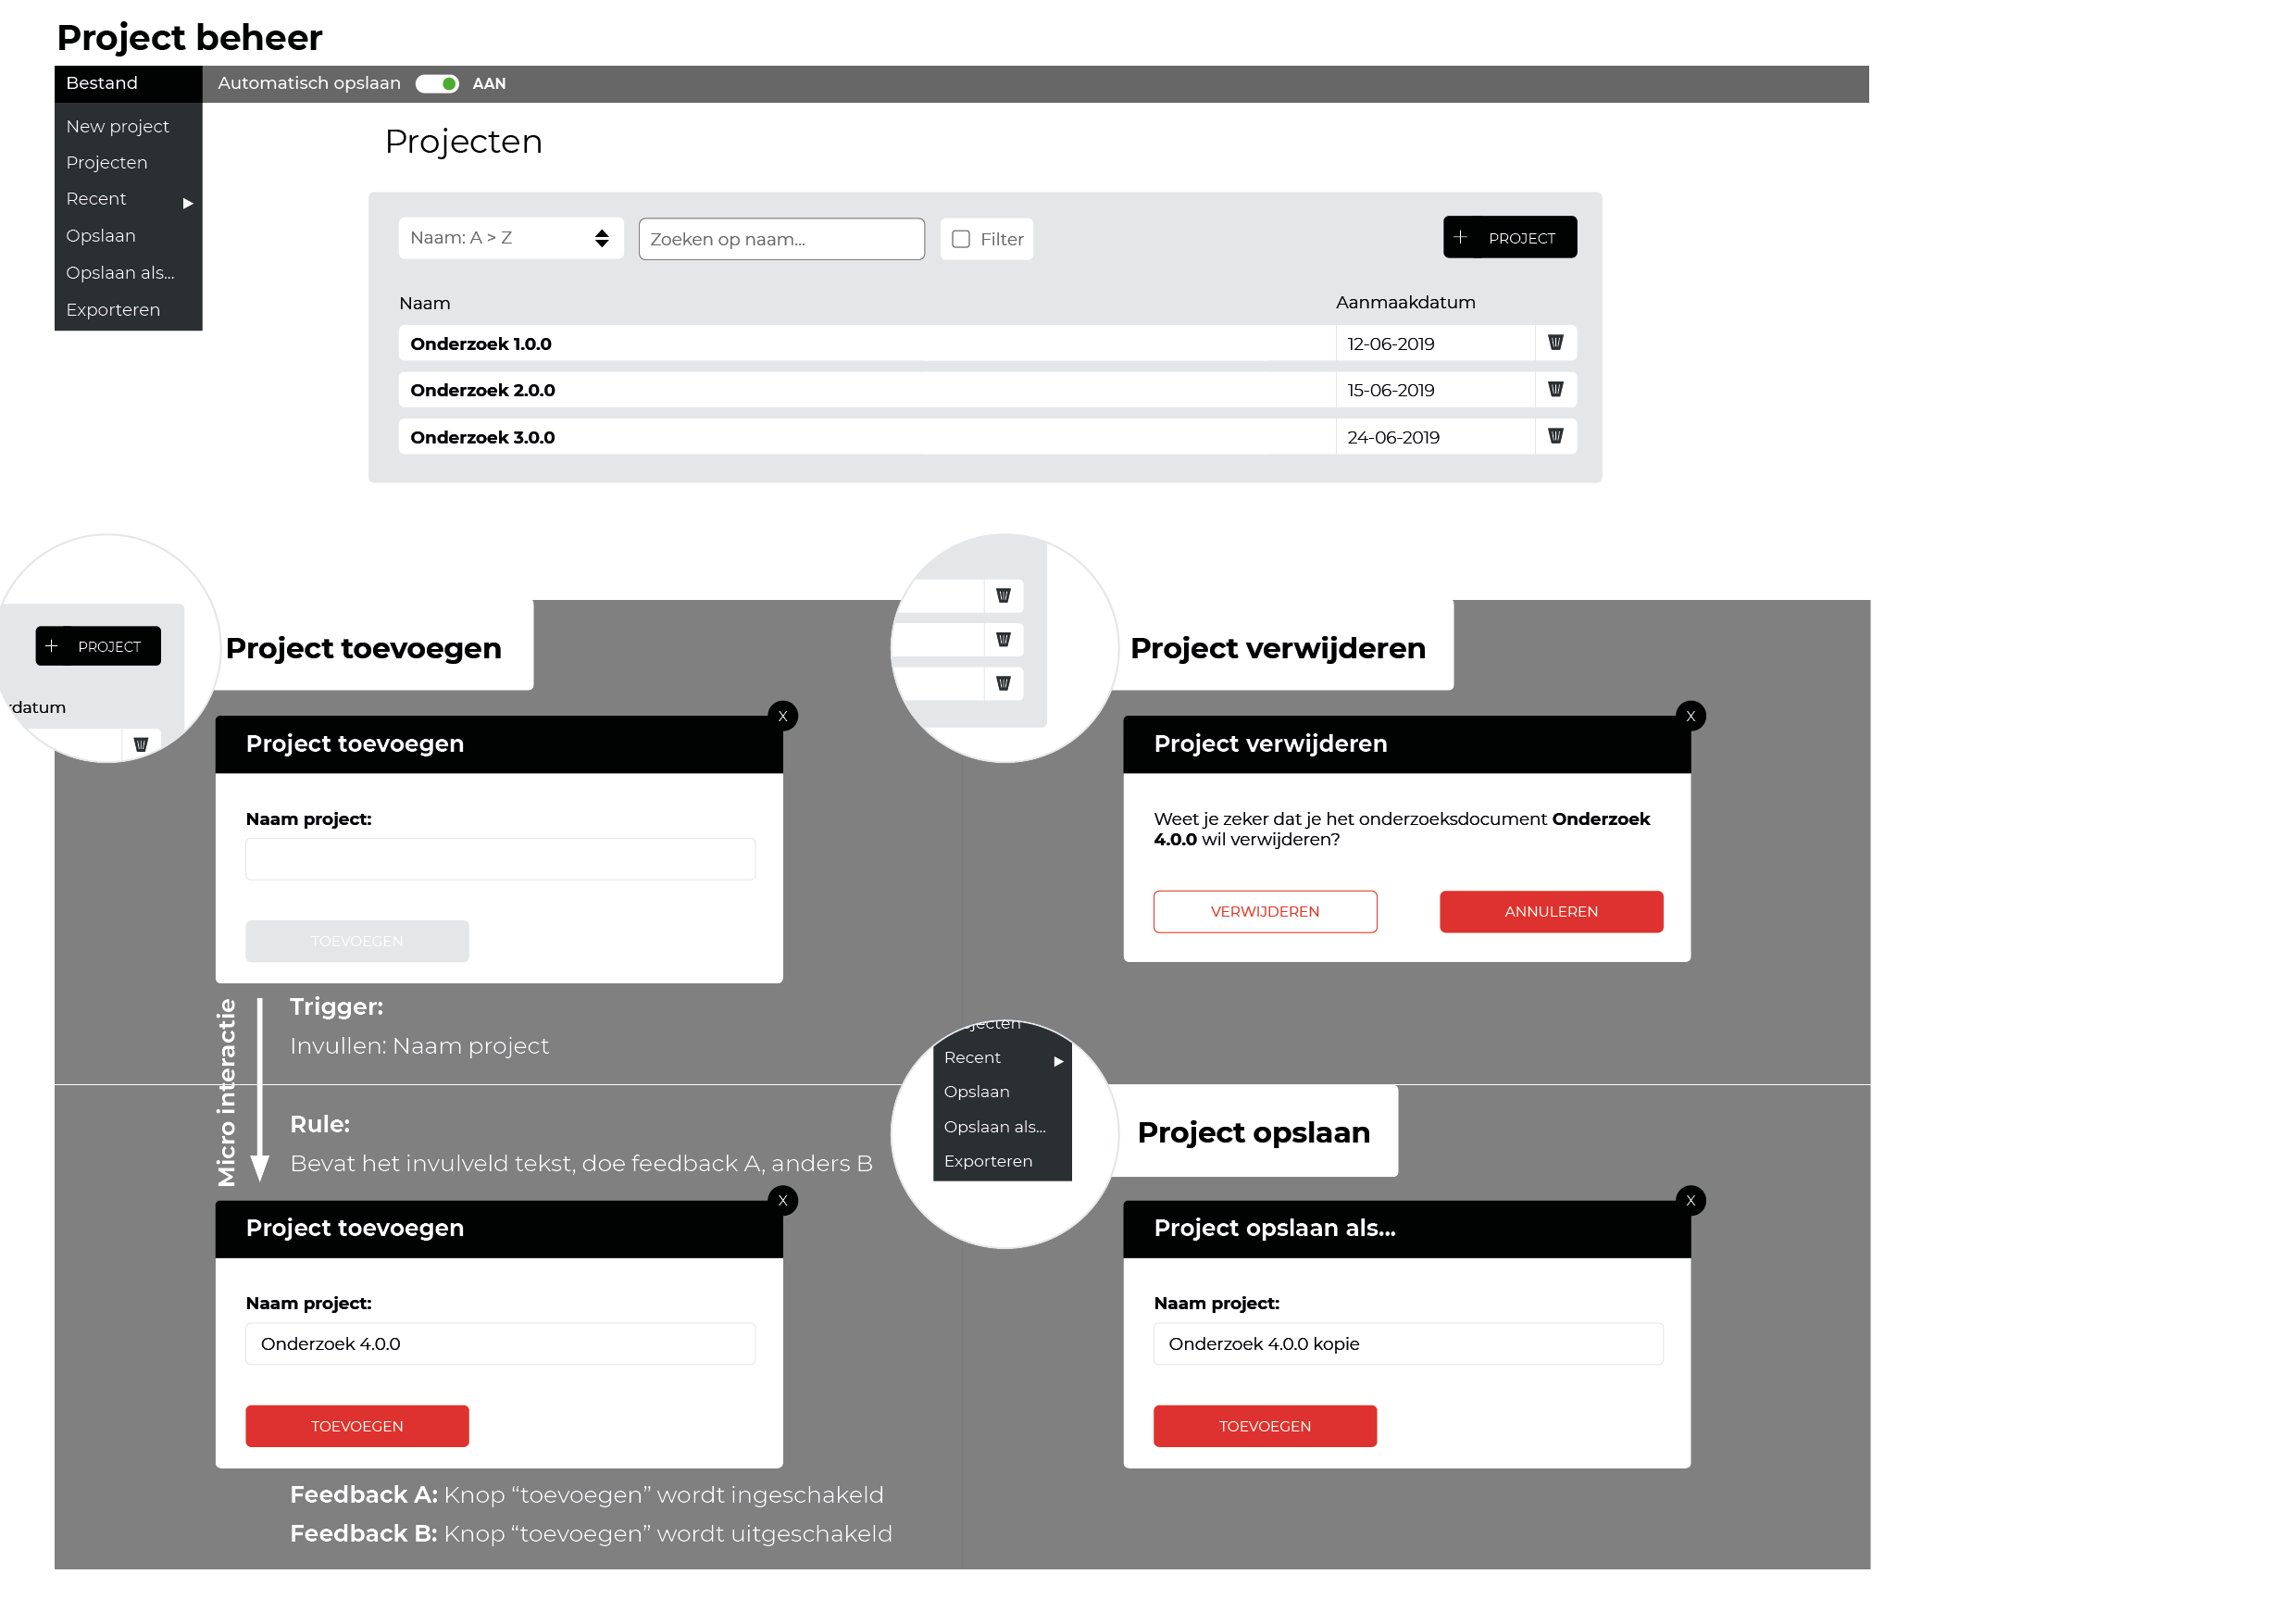 Project beheer
Bestand
Automatisch opslaan AAN
New project
Projecten
Recent
Opslaan
Opslaan als...
Exporteren
Projecten
Naam: A > Z
Zoeken op naam...
Filter
+ PROJECT
Naam Aanmaakdatum
Onderzoek 1.0.0 12-06-2019
Onderzoek 2.0.0 15-06-2019
Onderzoek 3.0.0 24-06-2019
+ PROJECT
rdatum
Project toevoegen
X
Project toevoegen
Naam project:
TOEVOEGEN
Micro interactie
Trigger:
Invullen: Naam project
Rule:
Bevat het invulveld tekst, doe feedback A, anders B
X
Project toevoegen
Naam project:
Onderzoek 4.0.0
TOEVOEGEN
Feedback A: Knop “toevoegen” wordt ingeschakeld
Feedback B: Knop “toevoegen” wordt uitgeschakeld
Project verwijderen
X
Project verwijderen
Weet je zeker dat je het onderzoeksdocument Onderzoek
4.0.0 wil verwijderen?
VERWIJDEREN
ANNULEREN
jecten
Recent
Opslaan
Opslaan als...
Exporteren
Project opslaan
X
Project opslaan als...
Naam project:
Onderzoek 4.0.0 kopie
TOEVOEGEN